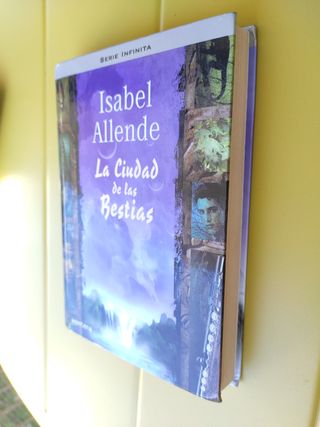 SERIE INFINITA
Isabel
Allende
La Ciudad
de las
Bestias